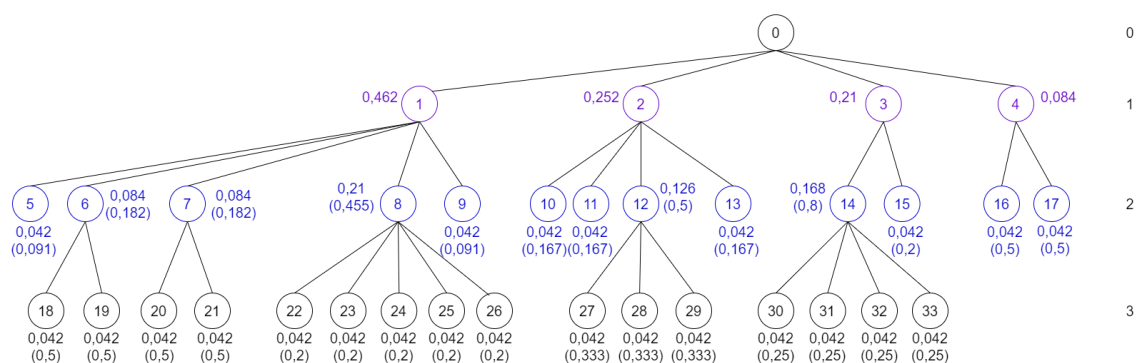 0 0
0,462 1 0,252 2 0,21 3 4 0,084 1
5 6 0,084 (0,182) 7 0,084 (0,182) 0,21 (0,455) 8 9 10 11 12 0,126 (0,5) 13 0,168 (0,8) 14 15 16 17 2
0,042 0,042 0,042 0,042 0,042 0,042 0,042 0,042
(0,091) (0,091) (0,167) (0,167) (0,167) (0,2) (0,5) (0,5)
18 19 20 21 22 23 24 25 26 27 28 29 30 31 32 33 3
0,042 0,042 0,042 0,042 0,042 0,042 0,042 0,042 0,042 0,042 0,042 0,042 0,042 0,042 0,042 0,042
(0,5) (0,5) (0,5) (0,5) (0,2) (0,2) (0,2) (0,2) (0,2) (0,333) (0,333) (0,333) (0,25) (0,25) (0,25) (0,25)